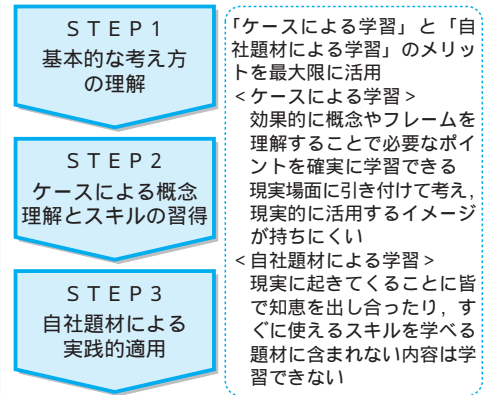 ＳＴＥＰ１
基本的な考え方
の理解
ＳＴＥＰ２
ケースによる概念
理解とスキルの習得
ＳＴＥＰ３
自社題材による
実践的適用
「ケースによる学習」と「自
社題材による学習」のメリッ
トを最大限に活用
＜ケースによる学習＞
効果的に概念やフレームを
理解することで必要なポイ
ントを確実に学習できる
現実場面に引き付けて考え，
現実的に活用するイメージ
が持ちにくい
＜自社題材による学習＞
現実に起きてくることに皆
で知恵を出し合ったり，す
ぐに使えるスキルを学べる
題材に含まれない内容は学
習できない